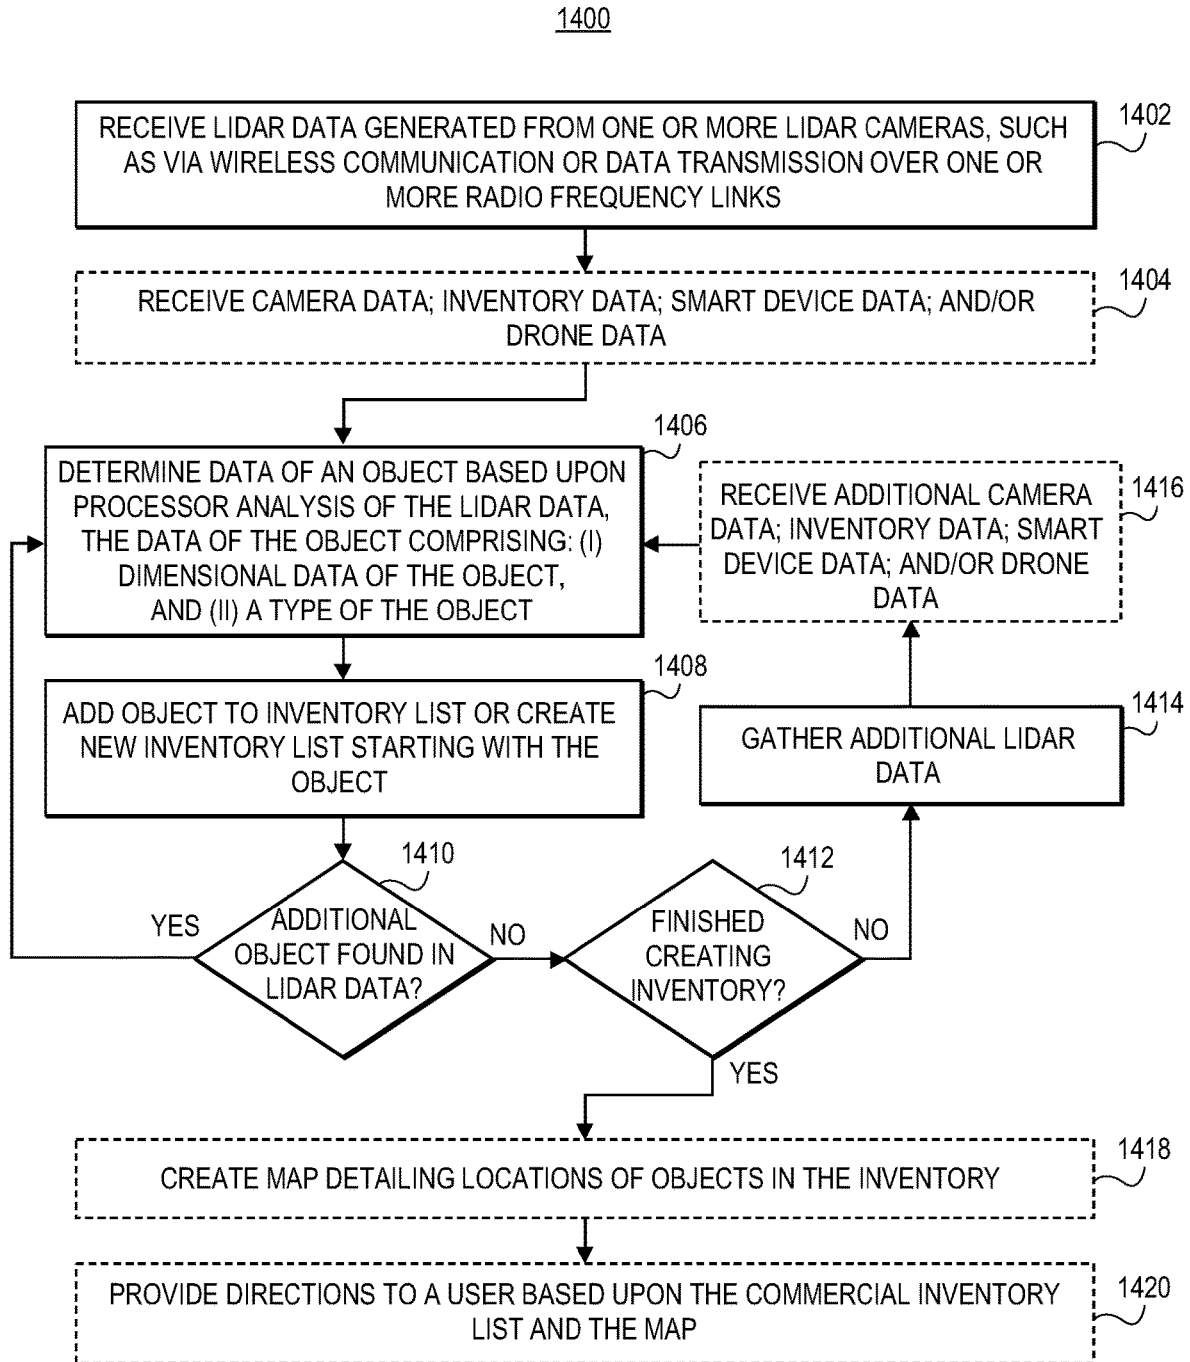 1400
RECEIVE LIDAR DATA GENERATED FROM ONE OR MORE LIDAR CAMERAS, SUCH
AS VIA WIRELESS COMMUNICATION OR DATA TRANSMISSION OVER ONE OR
MORE RADIO FREQUENCY LINKS
1402
RECEIVE CAMERA DATA; INVENTORY DATA; SMART DEVICE DATA; AND/OR
DRONE DATA
1404
DETERMINE DATA OF AN OBJECT BASED UPON
PROCESSOR ANALYSIS OF THE LIDAR DATA,
THE DATA OF THE OBJECT COMPRISING: (I)
DIMENSIONAL DATA OF THE OBJECT,
AND (II) A TYPE OF THE OBJECT
1406
RECEIVE ADDITIONAL CAMERA
DATA; INVENTORY DATA; SMART
DEVICE DATA; AND/OR DRONE
DATA
1416
ADD OBJECT TO INVENTORY LIST OR CREATE
NEW INVENTORY LIST STARTING WITH THE
OBJECT
1408
GATHER ADDITIONAL LIDAR
DATA
1414
YES
ADDITIONAL
OBJECT FOUND IN
LIDAR DATA?
1410
NO
FINISHED
CREATING
INVENTORY?
1412
NO
YES
CREATE MAP DETAILING LOCATIONS OF OBJECTS IN THE INVENTORY
1418
PROVIDE DIRECTIONS TO A USER BASED UPON THE COMMERCIAL INVENTORY
LIST AND THE MAP
1420